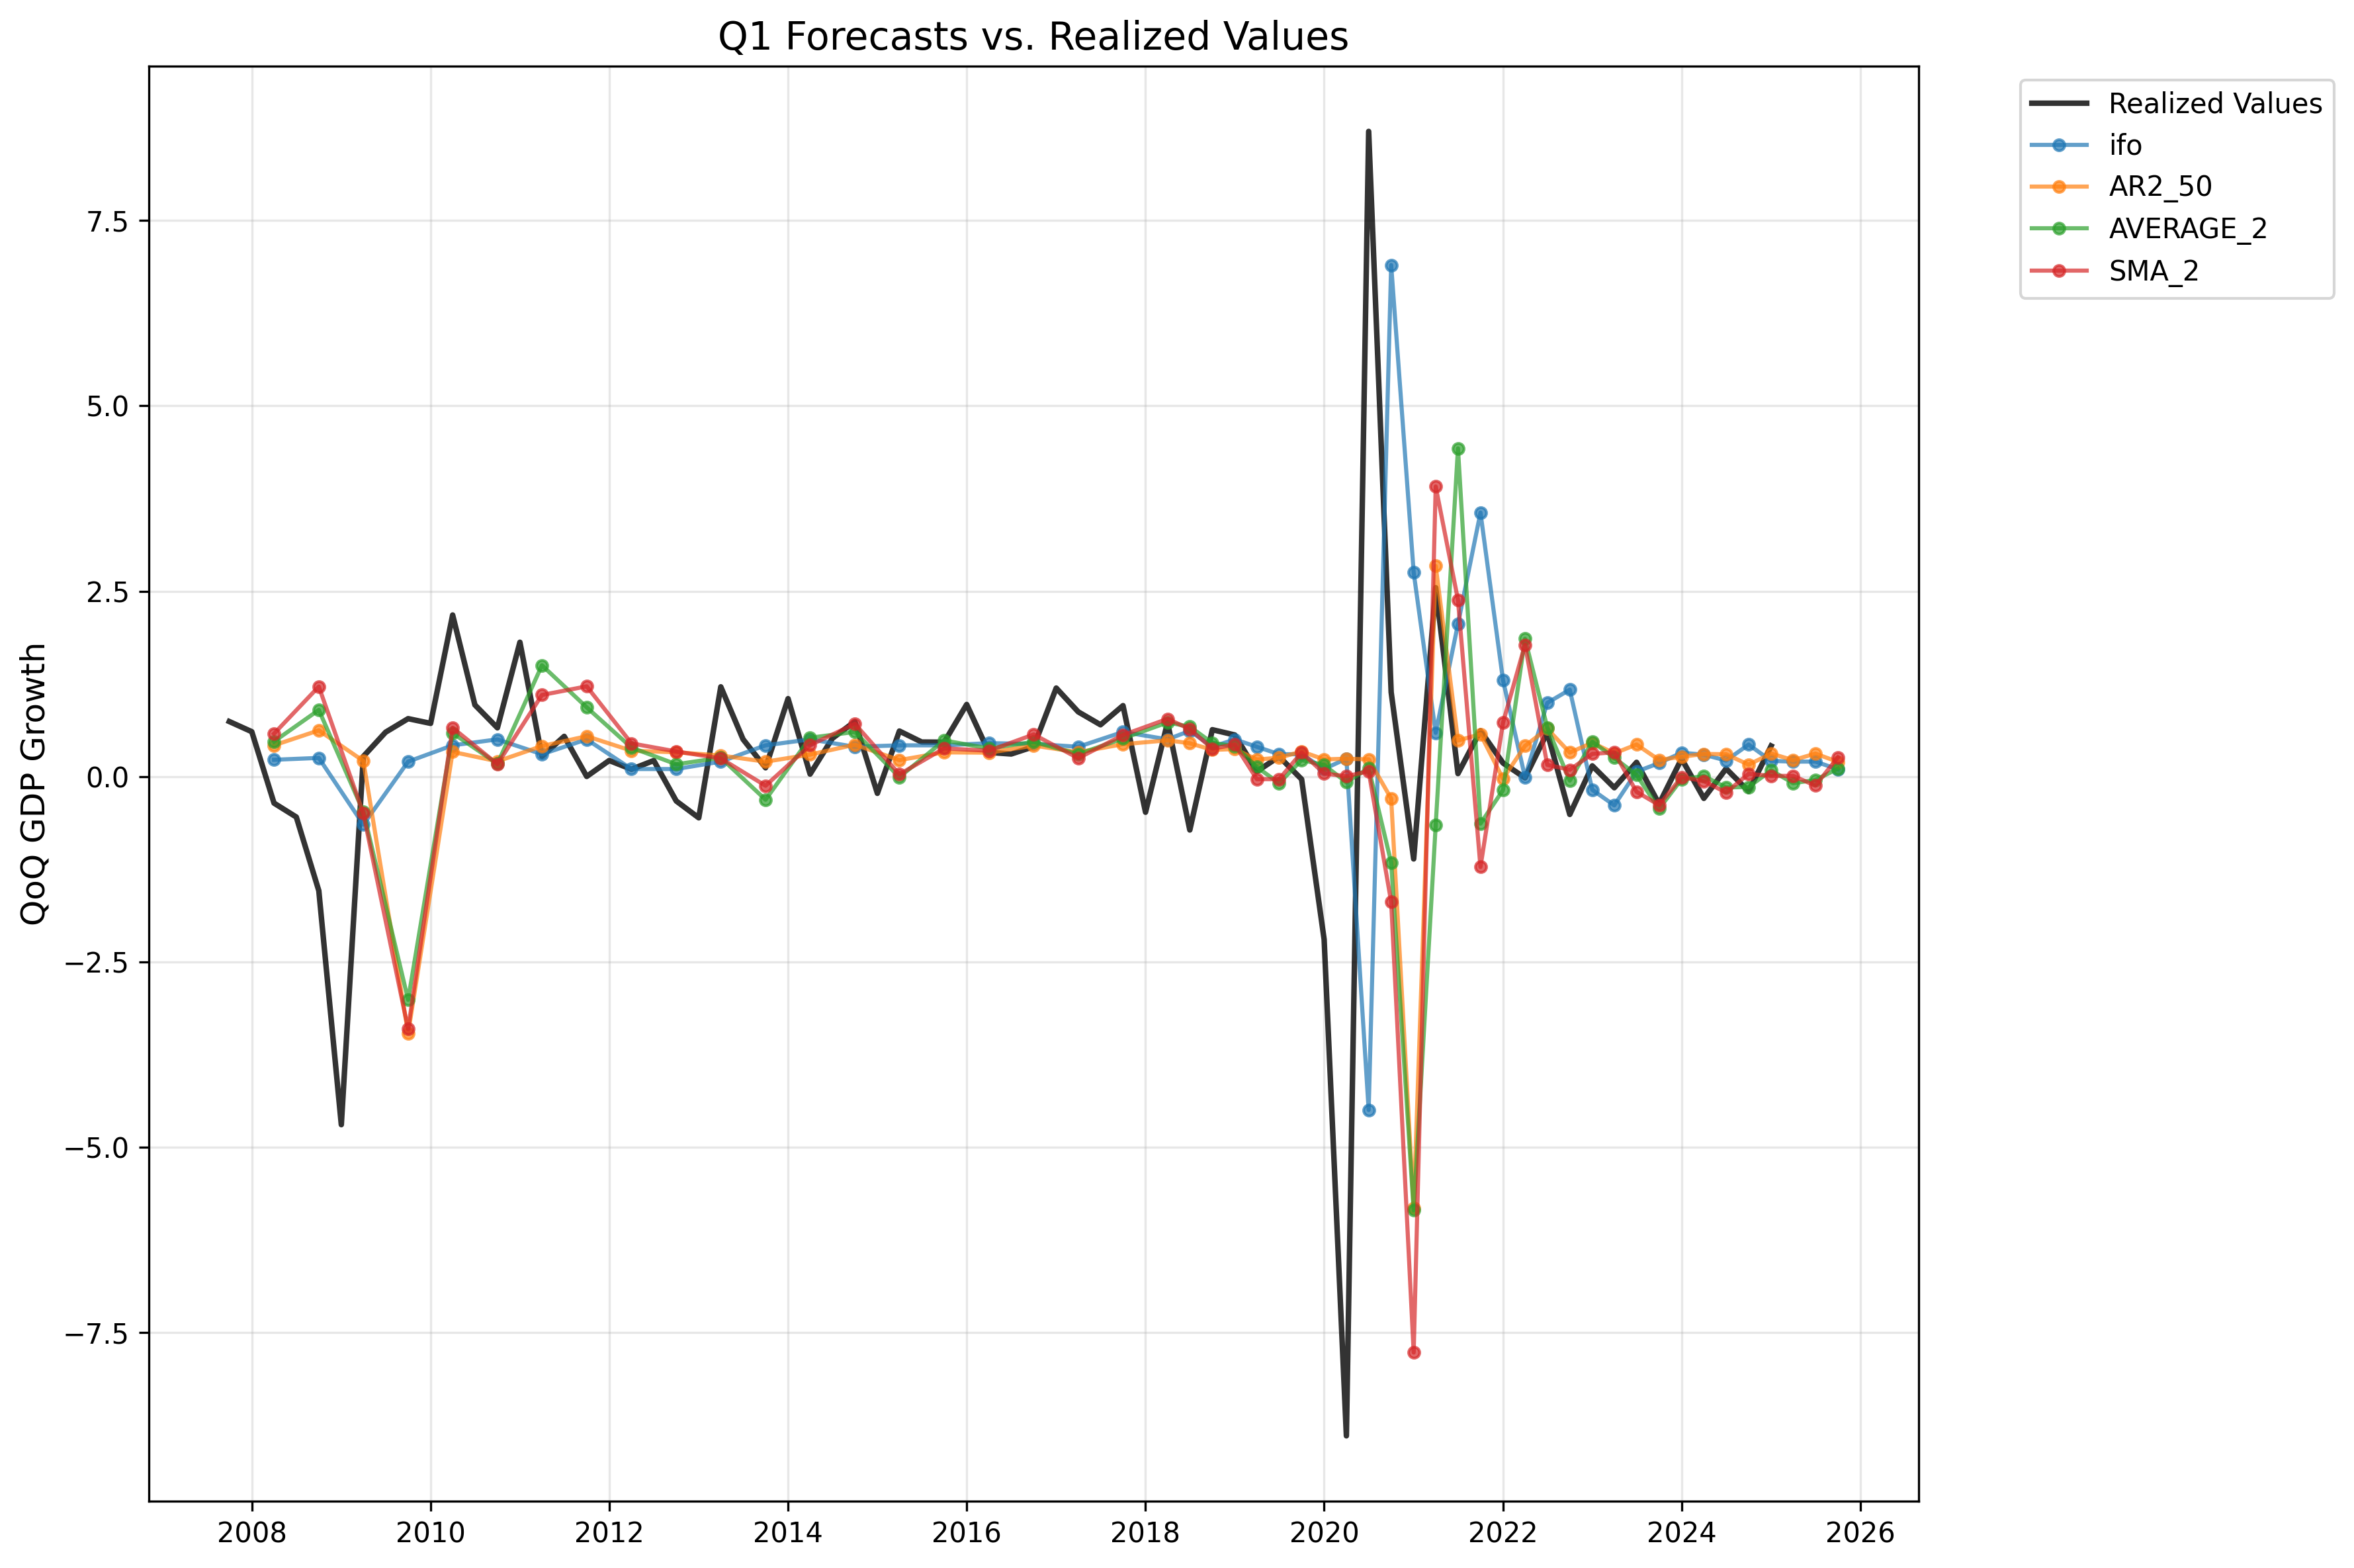 Q1 Forecasts vs. Realized Values
QoQ GDP Growth
7.5
5.0
2.5
0.0
−2.5
−5.0
−7.5
2008
2010
2012
2014
2016
2018
2020
2022
2024
2026
Realized Values
ifo
AR2_50
AVERAGE_2
SMA_2